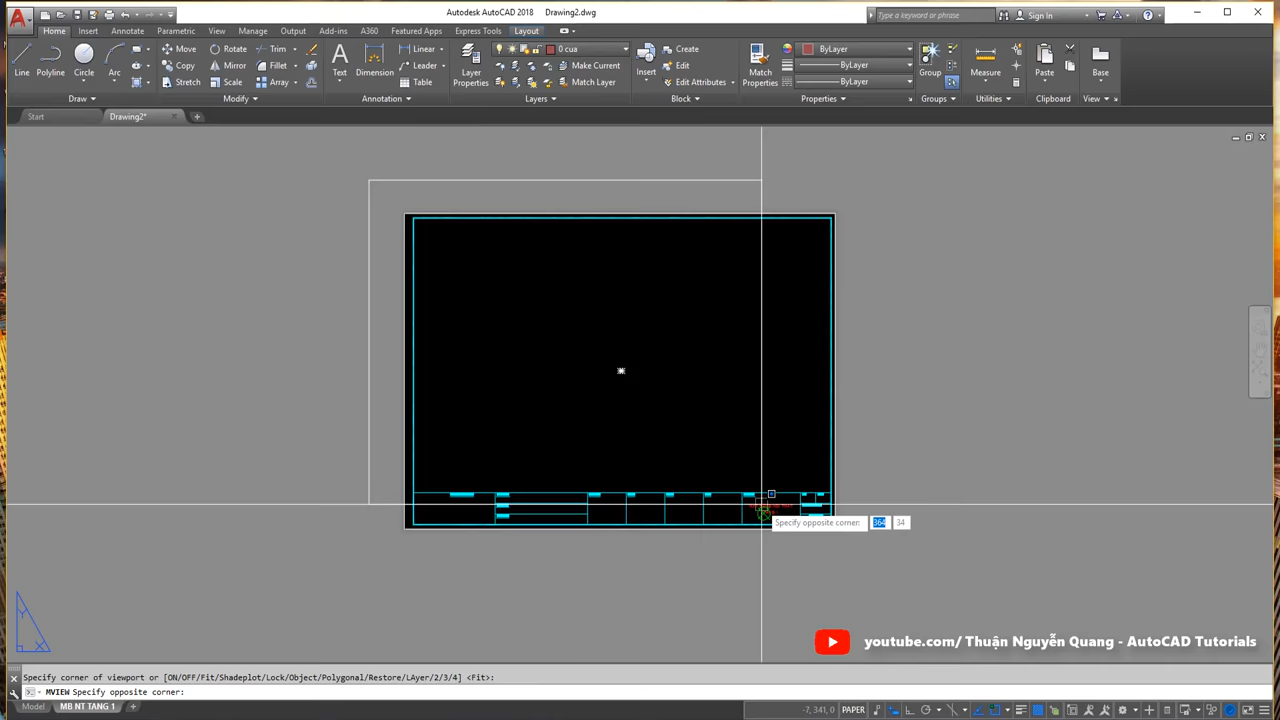 Autodesk AutoCAD 2018 Drawing2.dwg
Type a keyword or phrase
Sign In
Home Insert Annotate Parametric View Manage Output Add-ins A360 Featured Apps Express Tools Layout
Line Polyline Circle Arc
Move Rotate Trim
Copy Mirror Fillet
Stretch Scale Array
Text Dimension
Linear
Leader
Table
Layer Properties
0 cua
Make Current
Match Layer
Insert
Create
Edit
Edit Attributes
Match Properties
ByLayer
ByLayer
ByLayer
Group
Measure
Paste
Base
Draw Modify Annotation Layers Block Properties Groups Utilities Clipboard View
Start Drawing2*
Specify opposite corner: 364 34
Y
X
youtube.com/ Thuận Nguyễn Quang - AutoCAD Tutorials
Specify corner of viewport or [ON/OFF/Fit/Shadeplot/Lock/Object/Polygonal/Restore/LAyer/2/3/4] <Fit>:
MVIEW Specify opposite corner:
Model MB NT TANG 1
-7, 341, 0 PAPER